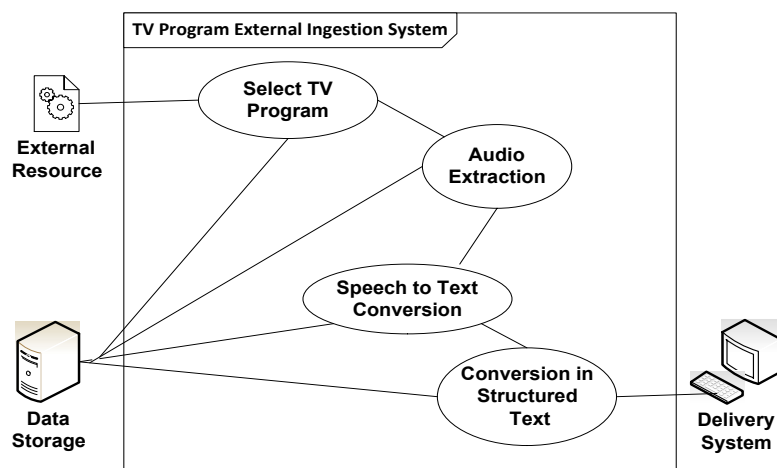 TV Program External Ingestion System
Select TV
Program
External
Resource
Audio
Extraction
Speech to Text
Conversion
Conversion in
Structured
Text
Data
Storage
Delivery
System